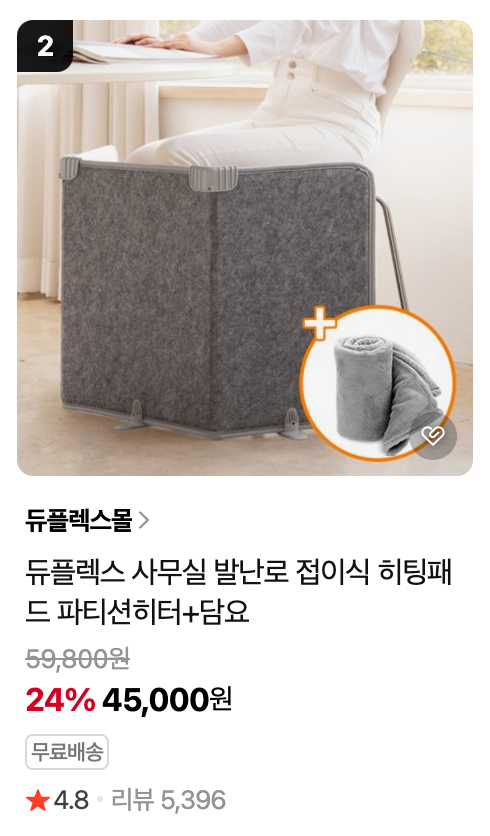 2
듀플렉스몰
듀플렉스 사무실 발난로 접이식 히팅패
드 파티션히터+담요
59,800원
24% 45,000원
무료배송
4.8 • 리뷰 5,396